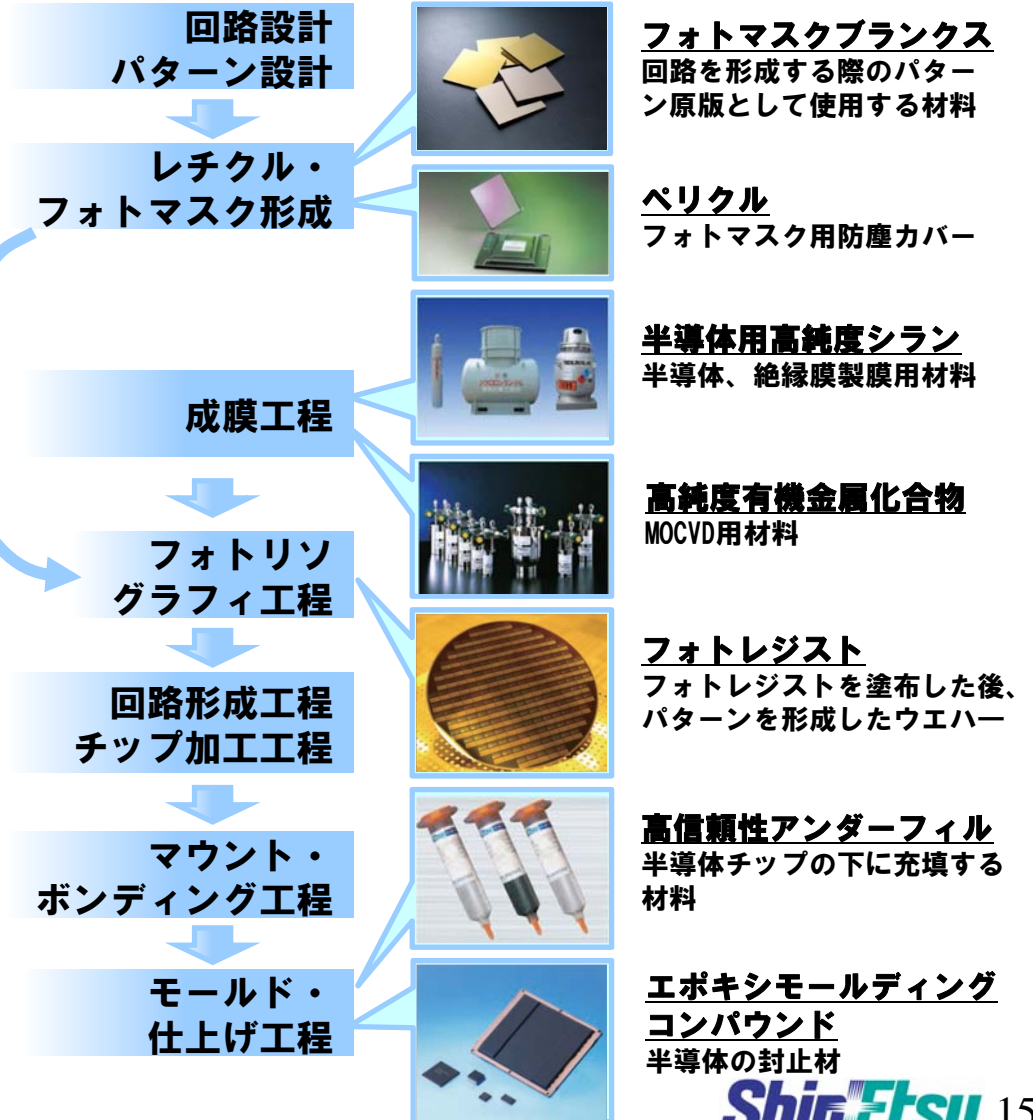 回路設計
パターン設計
レチクル・
フォトマスク形成
成膜工程
フォトリソ
グラフィ工程
回路形成工程
チップ加工工程
マウント・
ボンディング工程
モールド・
仕上げ工程
フォトマスクブランクス
回路を形成する際のパター
ン原版として使用する材料
ペリクル
フォトマスク用防塵カバー
半導体用高純度シラン
半導体、絶縁膜製膜用材料
高純度有機金属化合物
MOCVD用材料
フォトレジスト
フォトレジストを塗布した後、
パターンを形成したウエハー
高信頼性アンダーフィル
半導体チップの下に充填する
材料
エポキシモールディング
コンパウンド
半導体の封止材
ShinEtsu 15